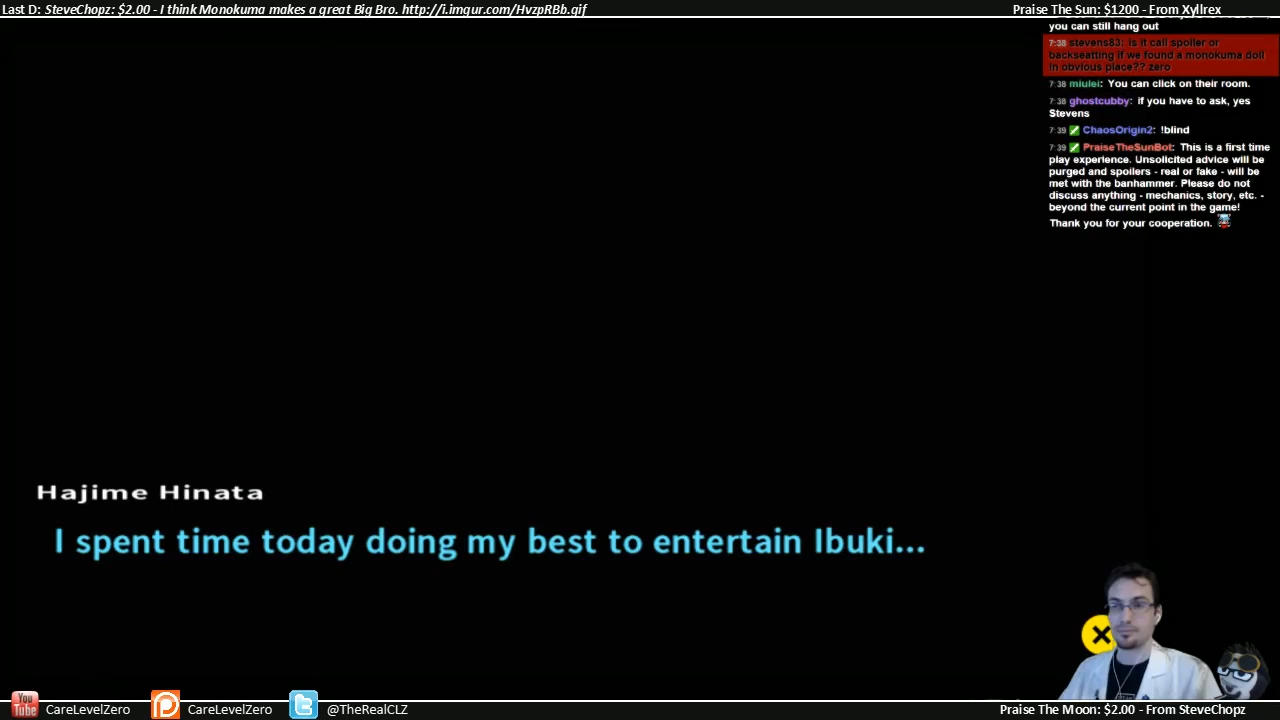 Last D: SteveChopz: $2.00 - I think Monokuma makes a great Big Bro. http://i.imgur.com/HvzpRBb.gif
Praise The Sun: $1200 - From Xyllrex
you can still hang out
7:38 stevens83: is it call spoiler or
backseatting if we found a monokuma doll
in obvious place?? zero
7:38 miulei: You can click on their room.
7:38 ghostcubby: if you have to ask, yes
Stevens
7:39 ChaosOrigin2: !blind
7:39 PraiseTheSunBot: This is a first time
play experience. Unsolicited advice will be
purged and spoilers - real or fake - will be
met with the banhammer. Please do not
discuss anything - mechanics, story, etc. -
beyond the current point in the game!
Thank you for your cooperation.
Hajime Hinata
I spent time today doing my best to entertain Ibuki...
You
Tube
CareLevelZero
CareLevelZero
@TheRealCLZ
Praise The Moon: $2.00 - From SteveChopz